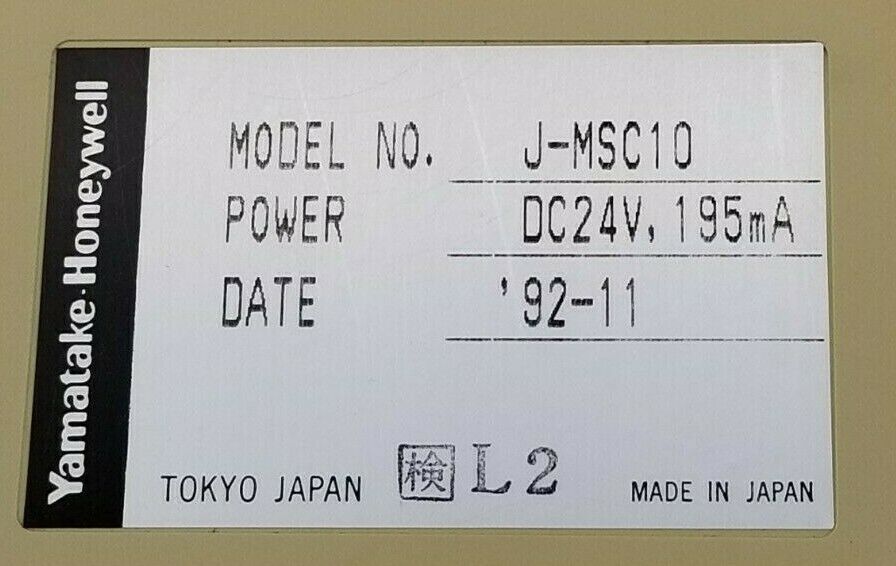 Yamatake·Honeywell
MODEL NO. J-MSC10
POWER DC24V, 195mA
DATE '92-11
TOKYO JAPAN 検 L2 MADE IN JAPAN